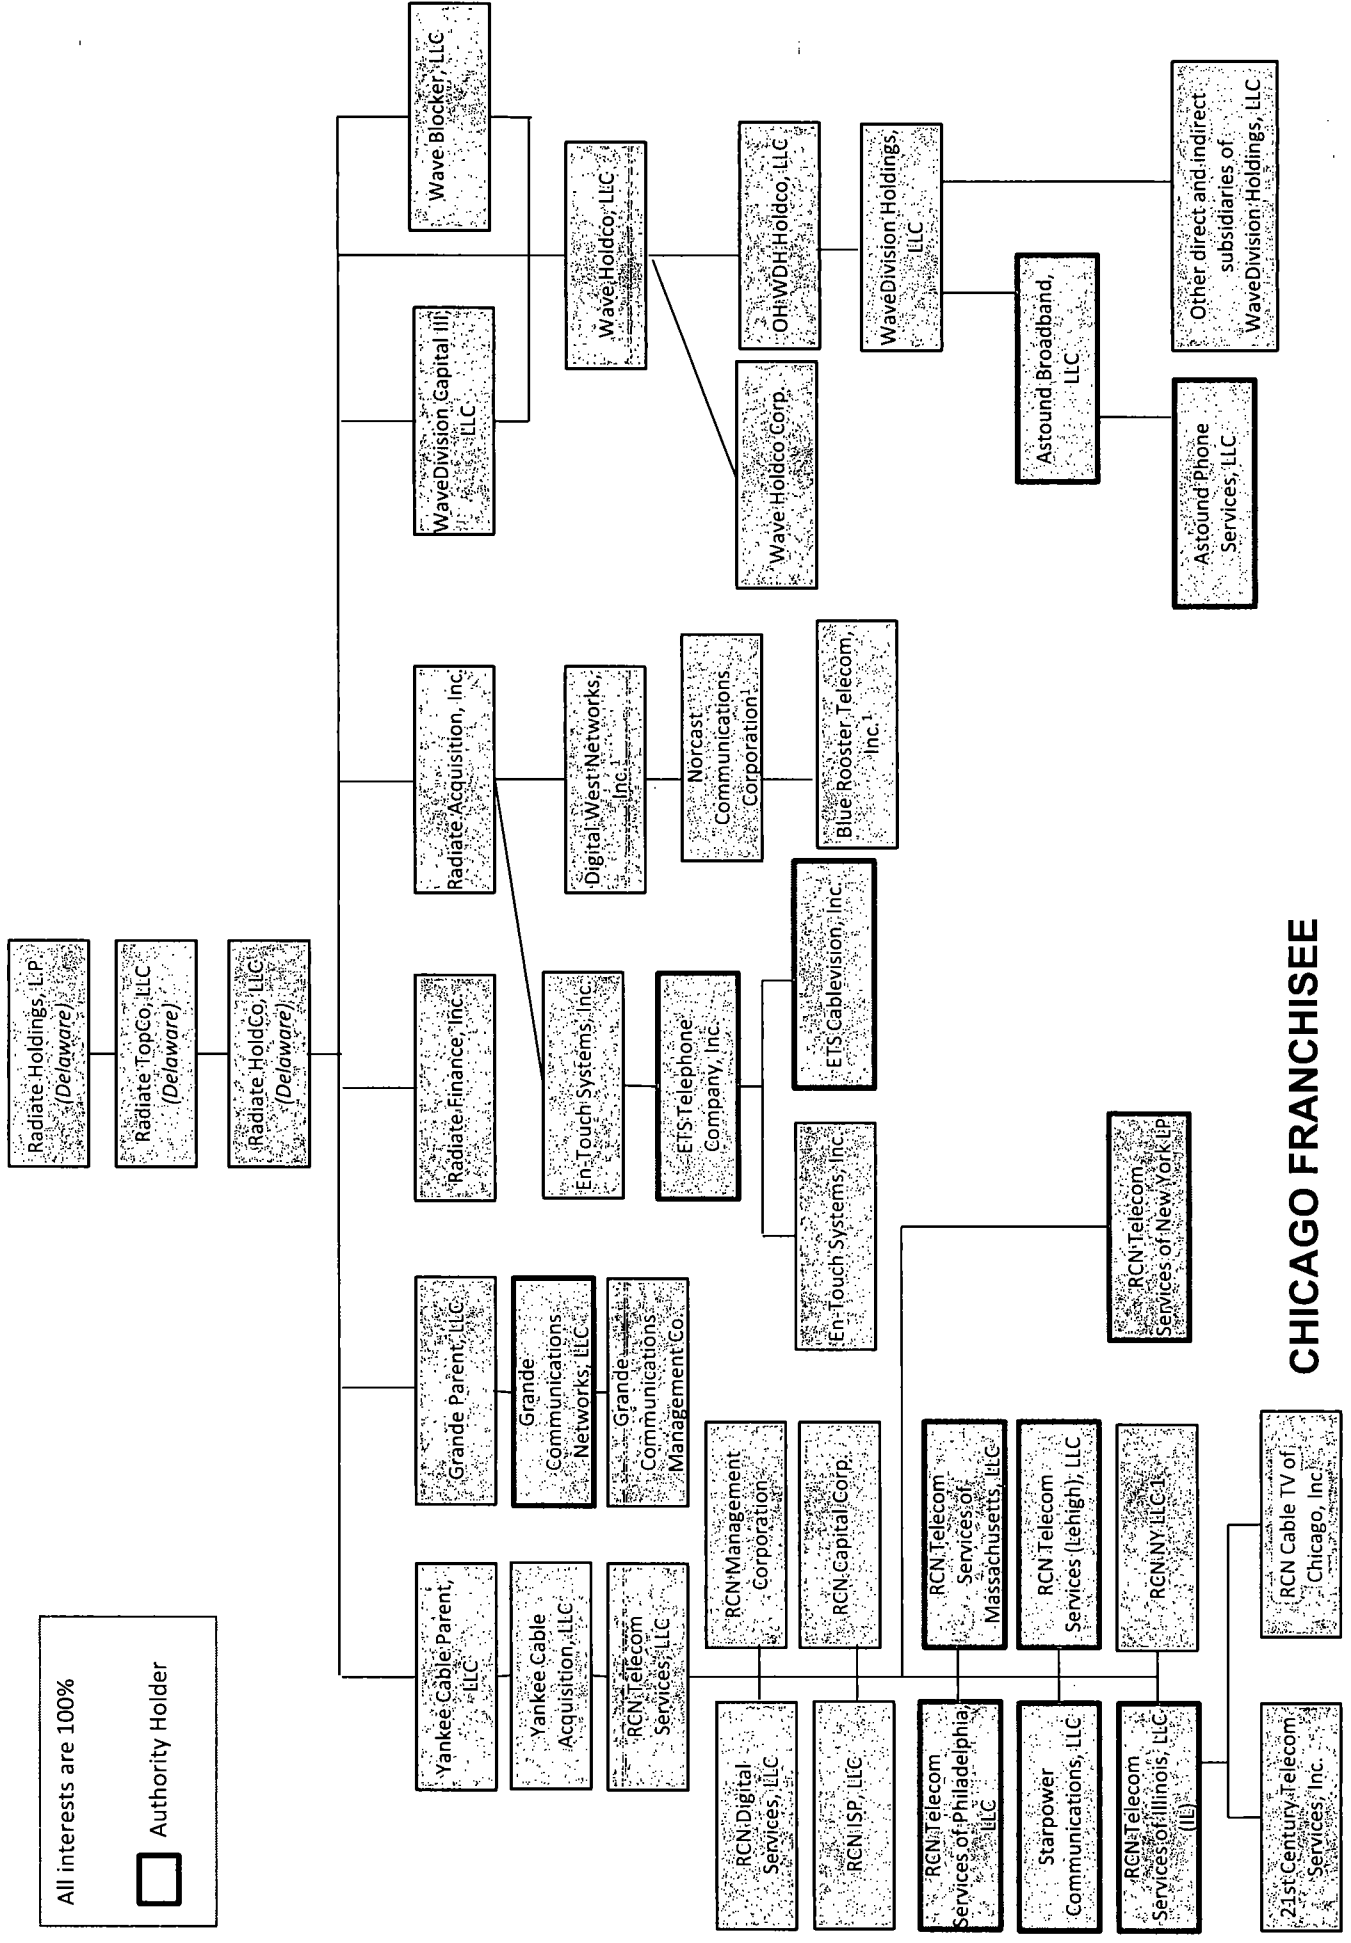 All interests are 100%
Authority Holder
Radiate Holdings, L.P.
(Delaware)
Radiate TopCo, LLC
(Delaware)
Radiate HoldCo, LLC
(Delaware)
Yankee Cable Parent,
LLC
Yankee Cable
Acquisition, LLC
RCN Telecom
Services, LLC
RCN Digital
Services, LLC
RCN Management
Corporation
RCN ISP, LLC
RCN Capital Corp.
RCN Telecom
Services of Philadelphia,
LLC
RCN Telecom
Services of
Massachusetts, LLC
Starpower
Communications, LLC
RCN Telecom
Services (Lehigh), LLC
RCN Telecom
Services of Illinois, LLC
(IL)
RCN NY LLC 1
21st Century Telecom
Services, Inc.
RCN Cable TV of
Chicago, Inc.
RCN Telecom
Services of New York LP
Grande Parent, LLC
Grande
Communications
Networks, LLC
Grande
Communications
Management Co.
Radiate Finance, Inc.
Radiate Acquisition, Inc.
En-Touch Systems, Inc.
ETS Telephone
Company, Inc.
En-Touch Systems, Inc.
ETS Cablevision, Inc.
Digital West Networks,
Inc.¹
Norcast
Communications
Corporation¹
Blue Rooster Telecom,
Inc.¹
WaveDivision Capital III,
LLC
Wave Blocker, LLC
Wave Holdco, LLC
Wave Holdco Corp.
OH WDH Holdco, LLC
WaveDivision Holdings,
LLC
Astound Broadband,
LLC
Astound Phone
Services, LLC
Other direct and indirect
subsidiaries of
WaveDivision Holdings, LLC
CHICAGO FRANCHISEE